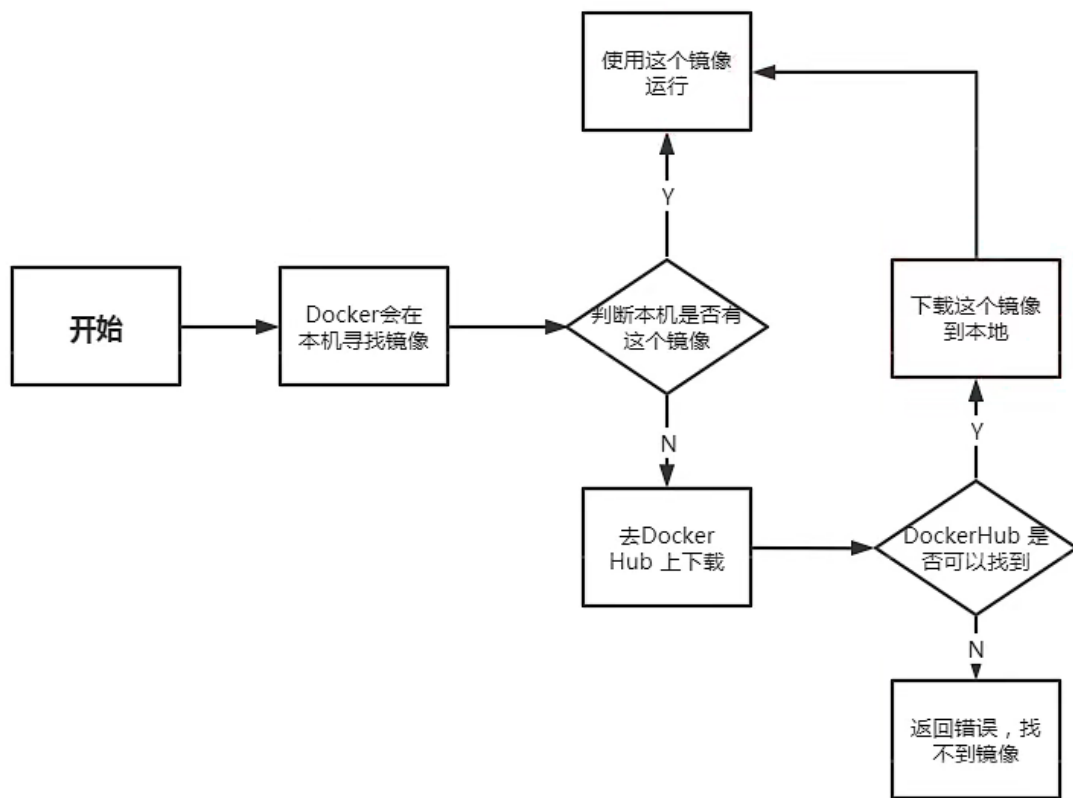 使用这个镜像
运行
Y
开始
Docker会在
本机寻找镜像
判断本机是否有
这个镜像
下载这个镜像
到本地
N
Y
去Docker
Hub 上下载
DockerHub 是
否可以找到
N
返回错误，找
不到镜像